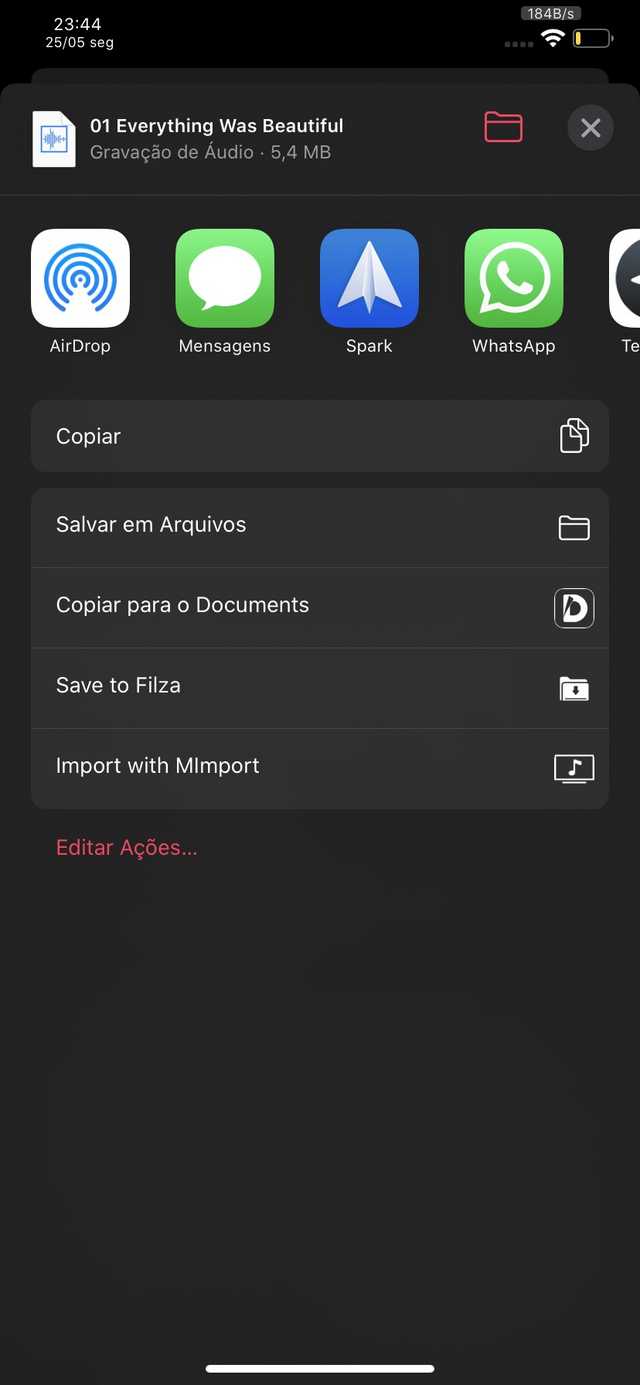 184B/s
23:44
25/05 seg
01 Everything Was Beautiful
Gravação de Áudio · 5,4 MB
AirDrop
Mensagens
Spark
WhatsApp
Te
Copiar
Salvar em Arquivos
Copiar para o Documents
Save to Filza
Import with MImport
Editar Ações...